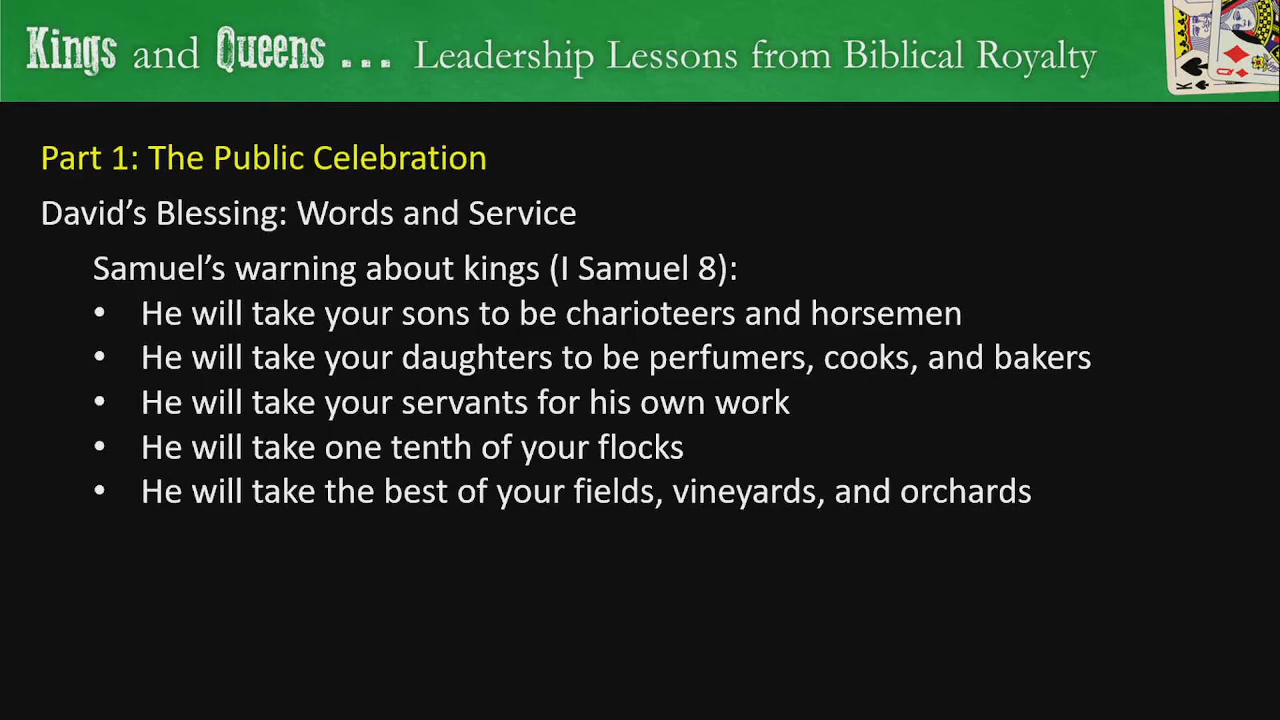 Kings and Queens ... Leadership Lessons from Biblical Royalty
K Q
Part 1: The Public Celebration
David’s Blessing: Words and Service
Samuel’s warning about kings (I Samuel 8):
• He will take your sons to be charioteers and horsemen
• He will take your daughters to be perfumers, cooks, and bakers
• He will take your servants for his own work
• He will take one tenth of your flocks
• He will take the best of your fields, vineyards, and orchards